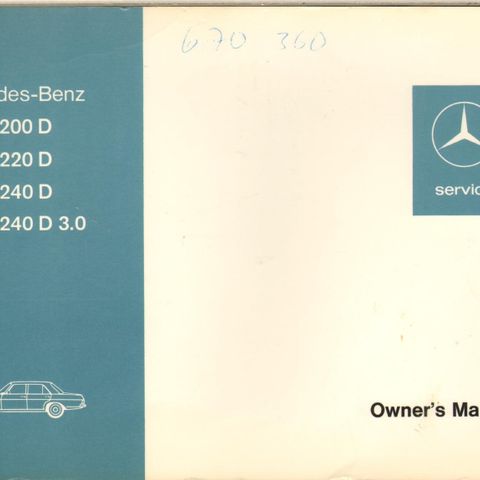 670 360
des-Benz
200 D
220 D
240 D
240 D 3.0
servic
Owner's Ma